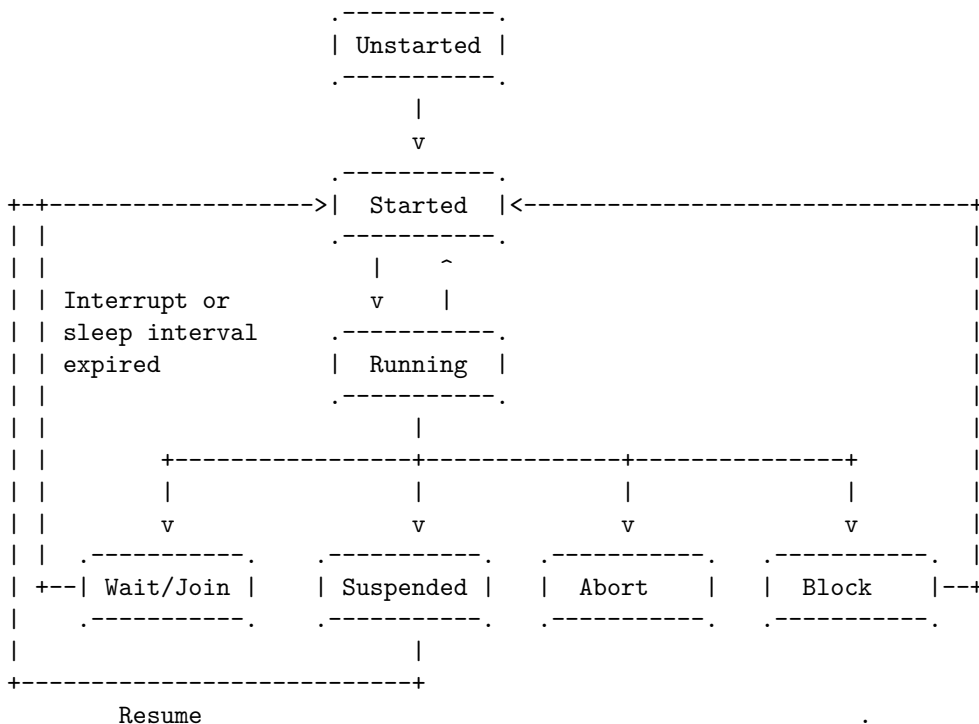 Unstarted
Started
Interrupt or
sleep interval
expired
Running
Wait/Join
Suspended
Abort
Block
Resume